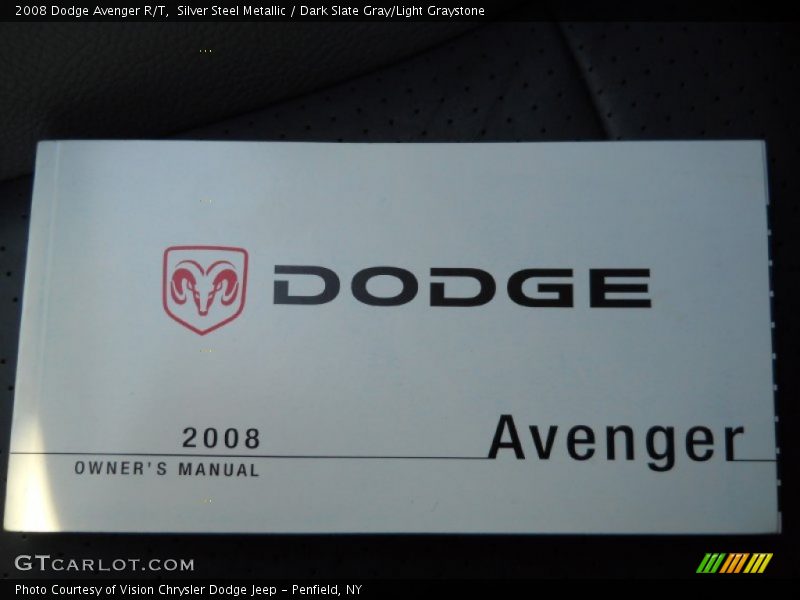 2008 Dodge Avenger R/T,  Silver Steel Metallic / Dark Slate Gray/Light Graystone
DODGE
2008
Avenger
OWNER'S MANUAL
GTCARLOT.COM
Photo Courtesy of Vision Chrysler Dodge Jeep – Penfield, NY